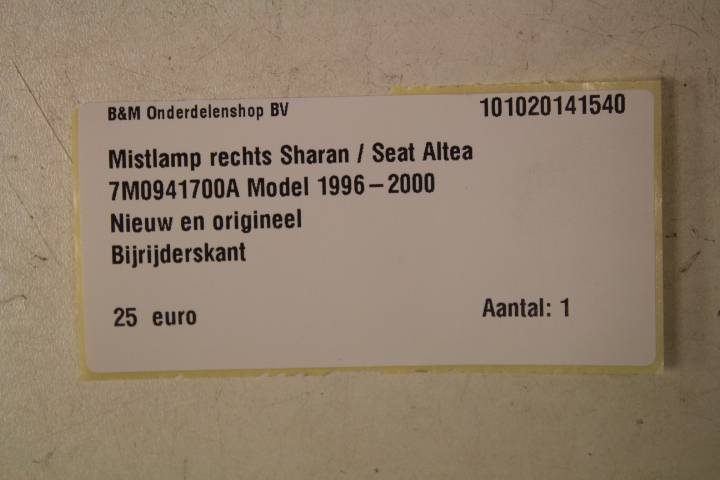 B&M Onderdelenshop BV 101020141540
Mistlamp rechts Sharan / Seat Altea
7M0941700A Model 1996-2000
Nieuw en origineel
Bijrijderskant
25 euro Aantal: 1